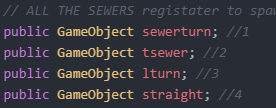 // ALL THE SEWERS registater to spaw
public GameObject sewerturn; //1
public GameObject tsewer; //2
public GameObject lturn; //3
public GameObject straight; //4